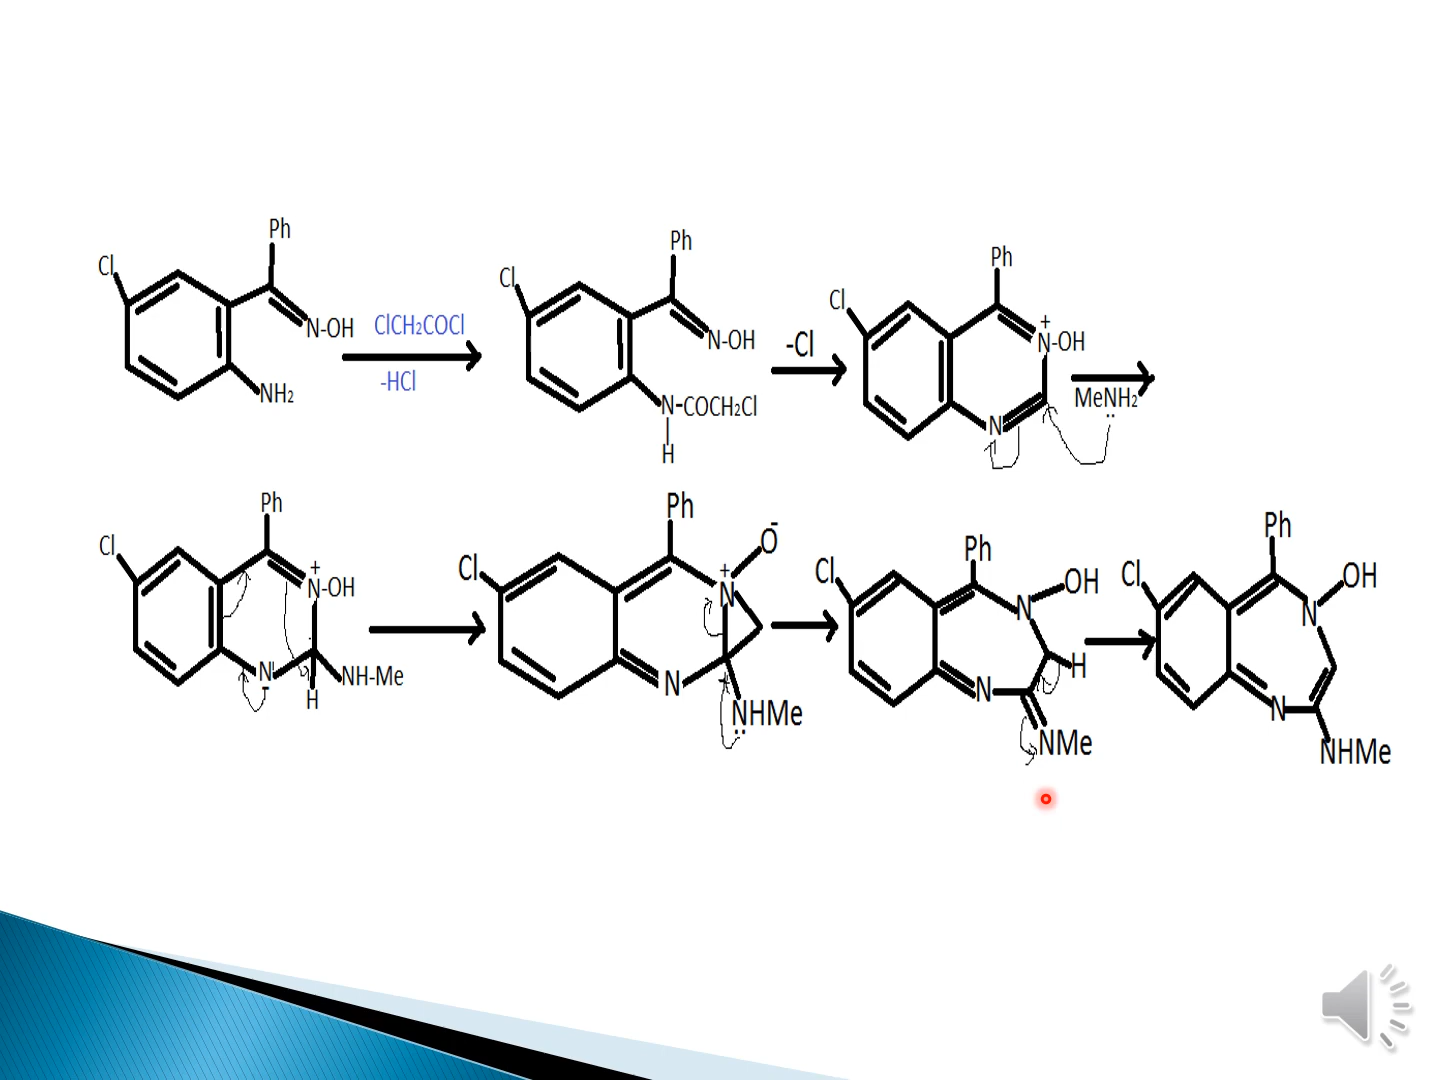 Ph
Cl
N-OH
NH₂
ClCH₂COCl
-HCl
Ph
Cl
N-OH
N-COCH₂Cl
H
-Cl
Ph
Cl
+
N-OH
N
MeNH₂
Ph
Cl
+
N-OH
N
-
NH-Me
H
Ph
O-
Cl
+
N
N
NHMe
Ph
Cl
OH
N
H
N
NMe
Ph
Cl
OH
N
N
NHMe